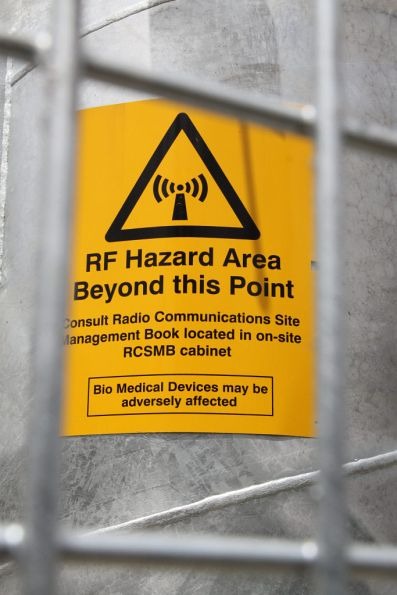 RF Hazard Area
Beyond this Point
Consult Radio Communications Site
Management Book located in on-site
RCSMB cabinet
Bio Medical Devices may be
adversely affected